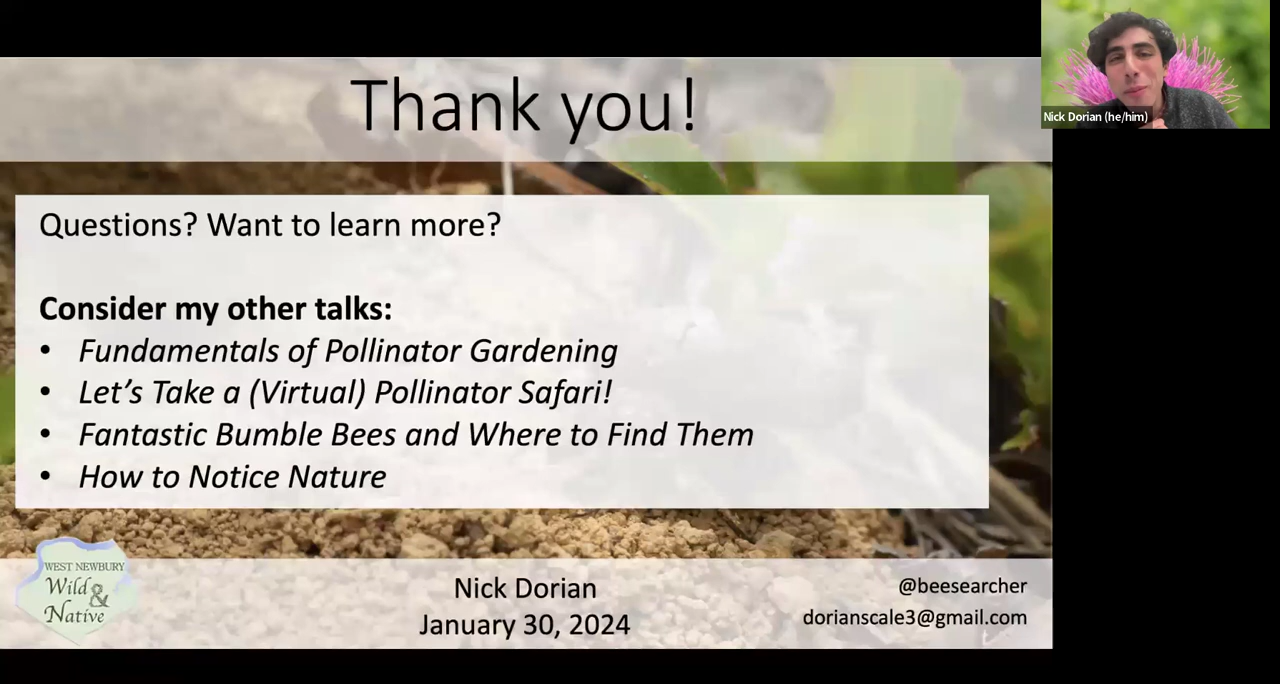 Thank you!
Nick Dorian (he/him)
Questions? Want to learn more?
Consider my other talks:
• Fundamentals of Pollinator Gardening
• Let’s Take a (Virtual) Pollinator Safari!
• Fantastic Bumble Bees and Where to Find Them
• How to Notice Nature
WEST NEWBURY
Wild &
Native
Nick Dorian
January 30, 2024
@beesearcher
dorianscale3@gmail.com